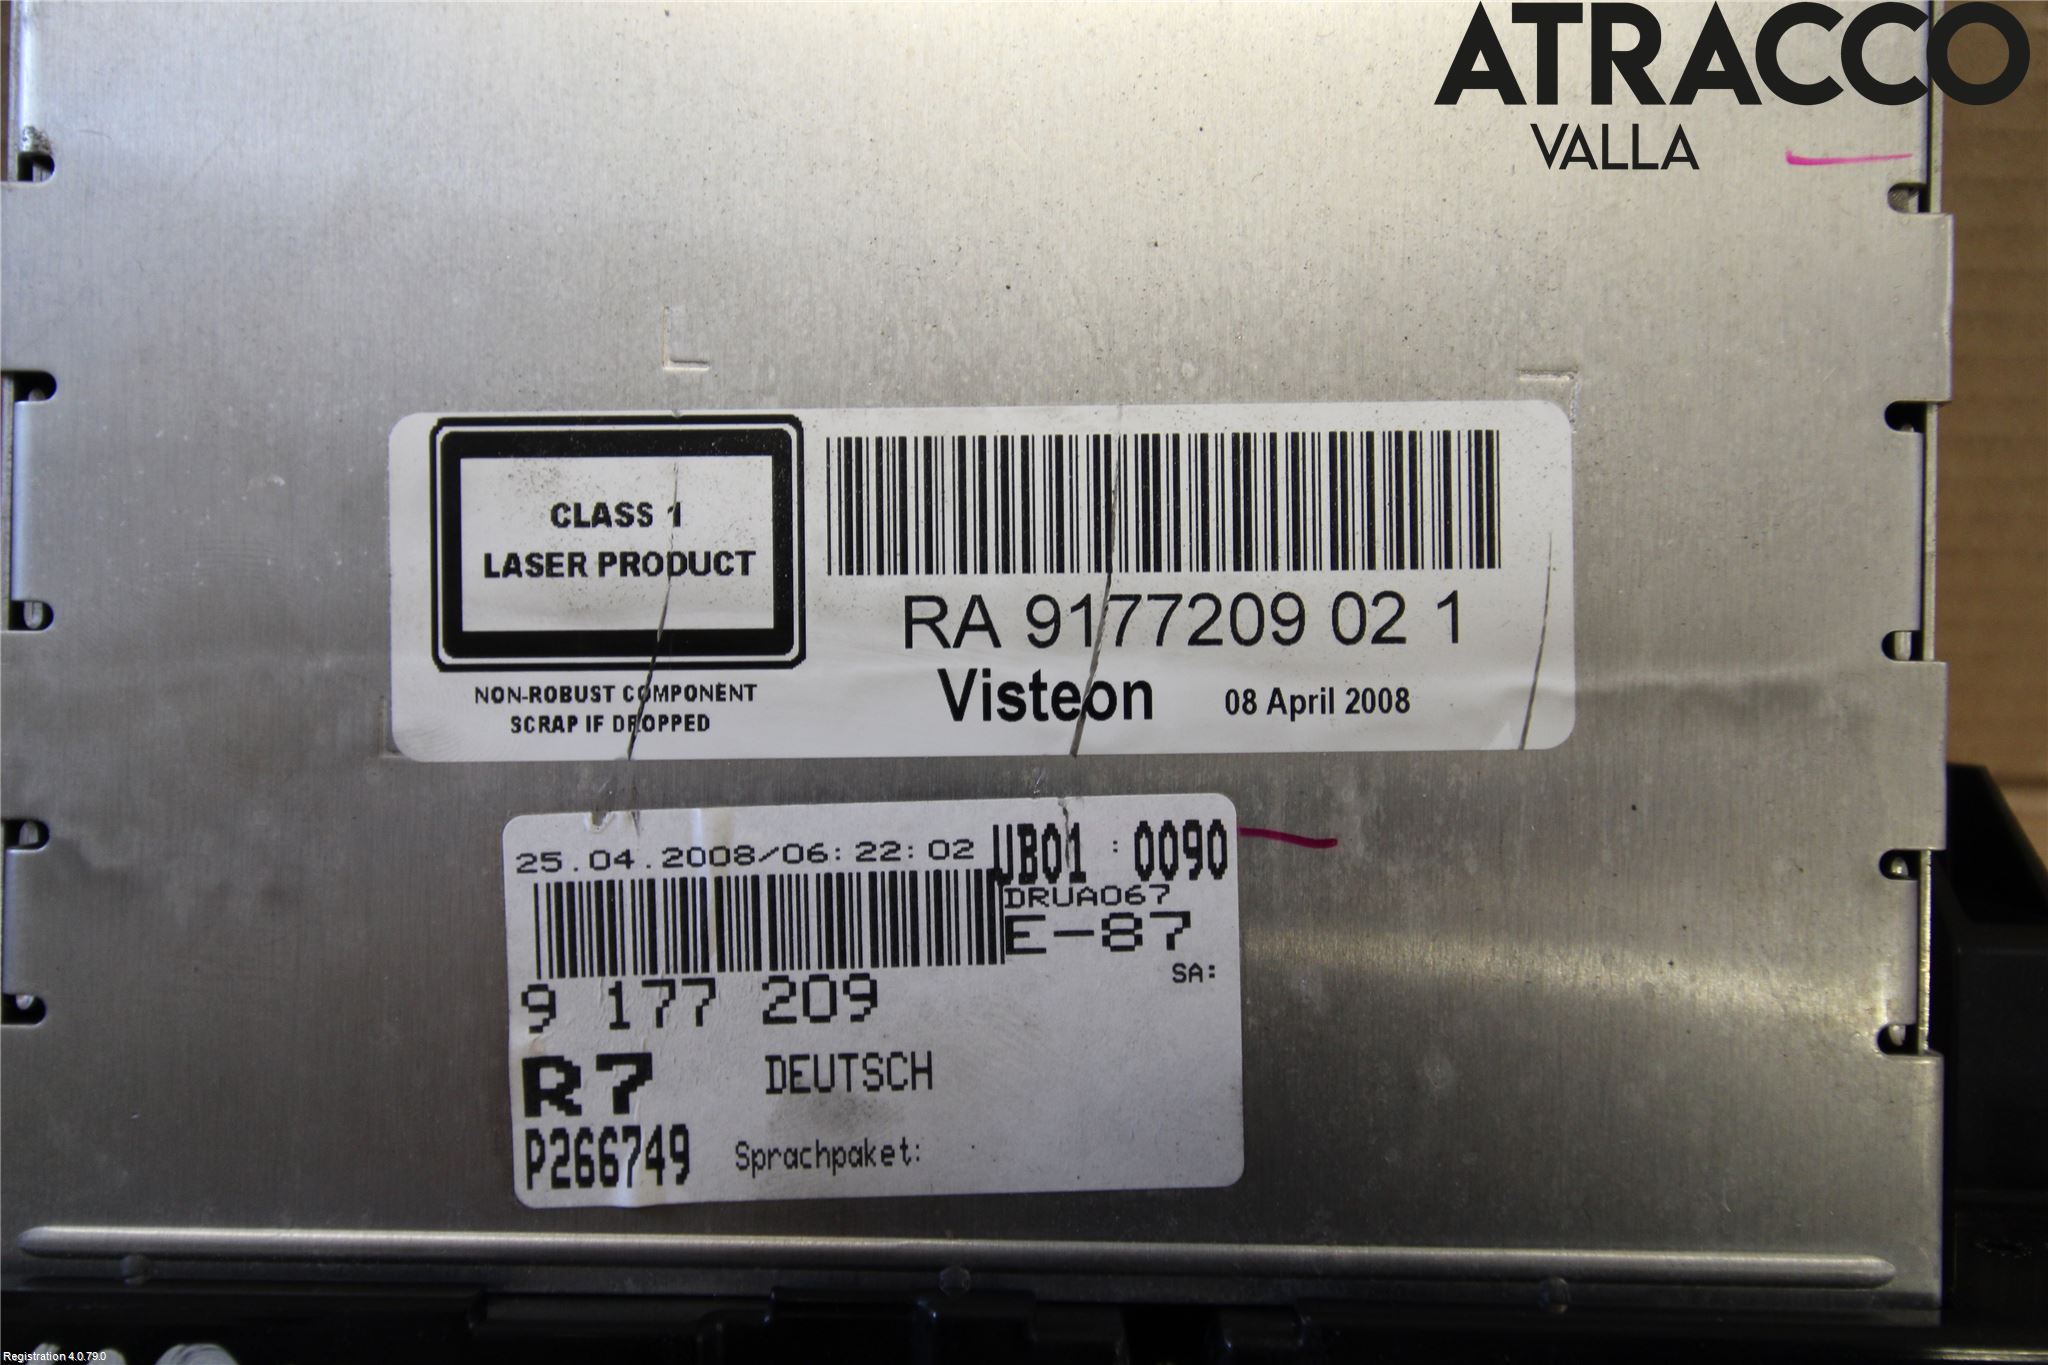 ATRACCO
VALLA
CLASS 1
LASER PRODUCT
NON-ROBUST COMPONENT
SCRAP IF DROPPED
RA 9177209 02 1
Visteon 08 April 2008
25.04.2008/06:22:02 UB01 : 0090
DRUA067
E-87
SA:
9 177 209
R7 DEUTSCH
P266749 Sprachpaket:
Registration 4.0.79.0